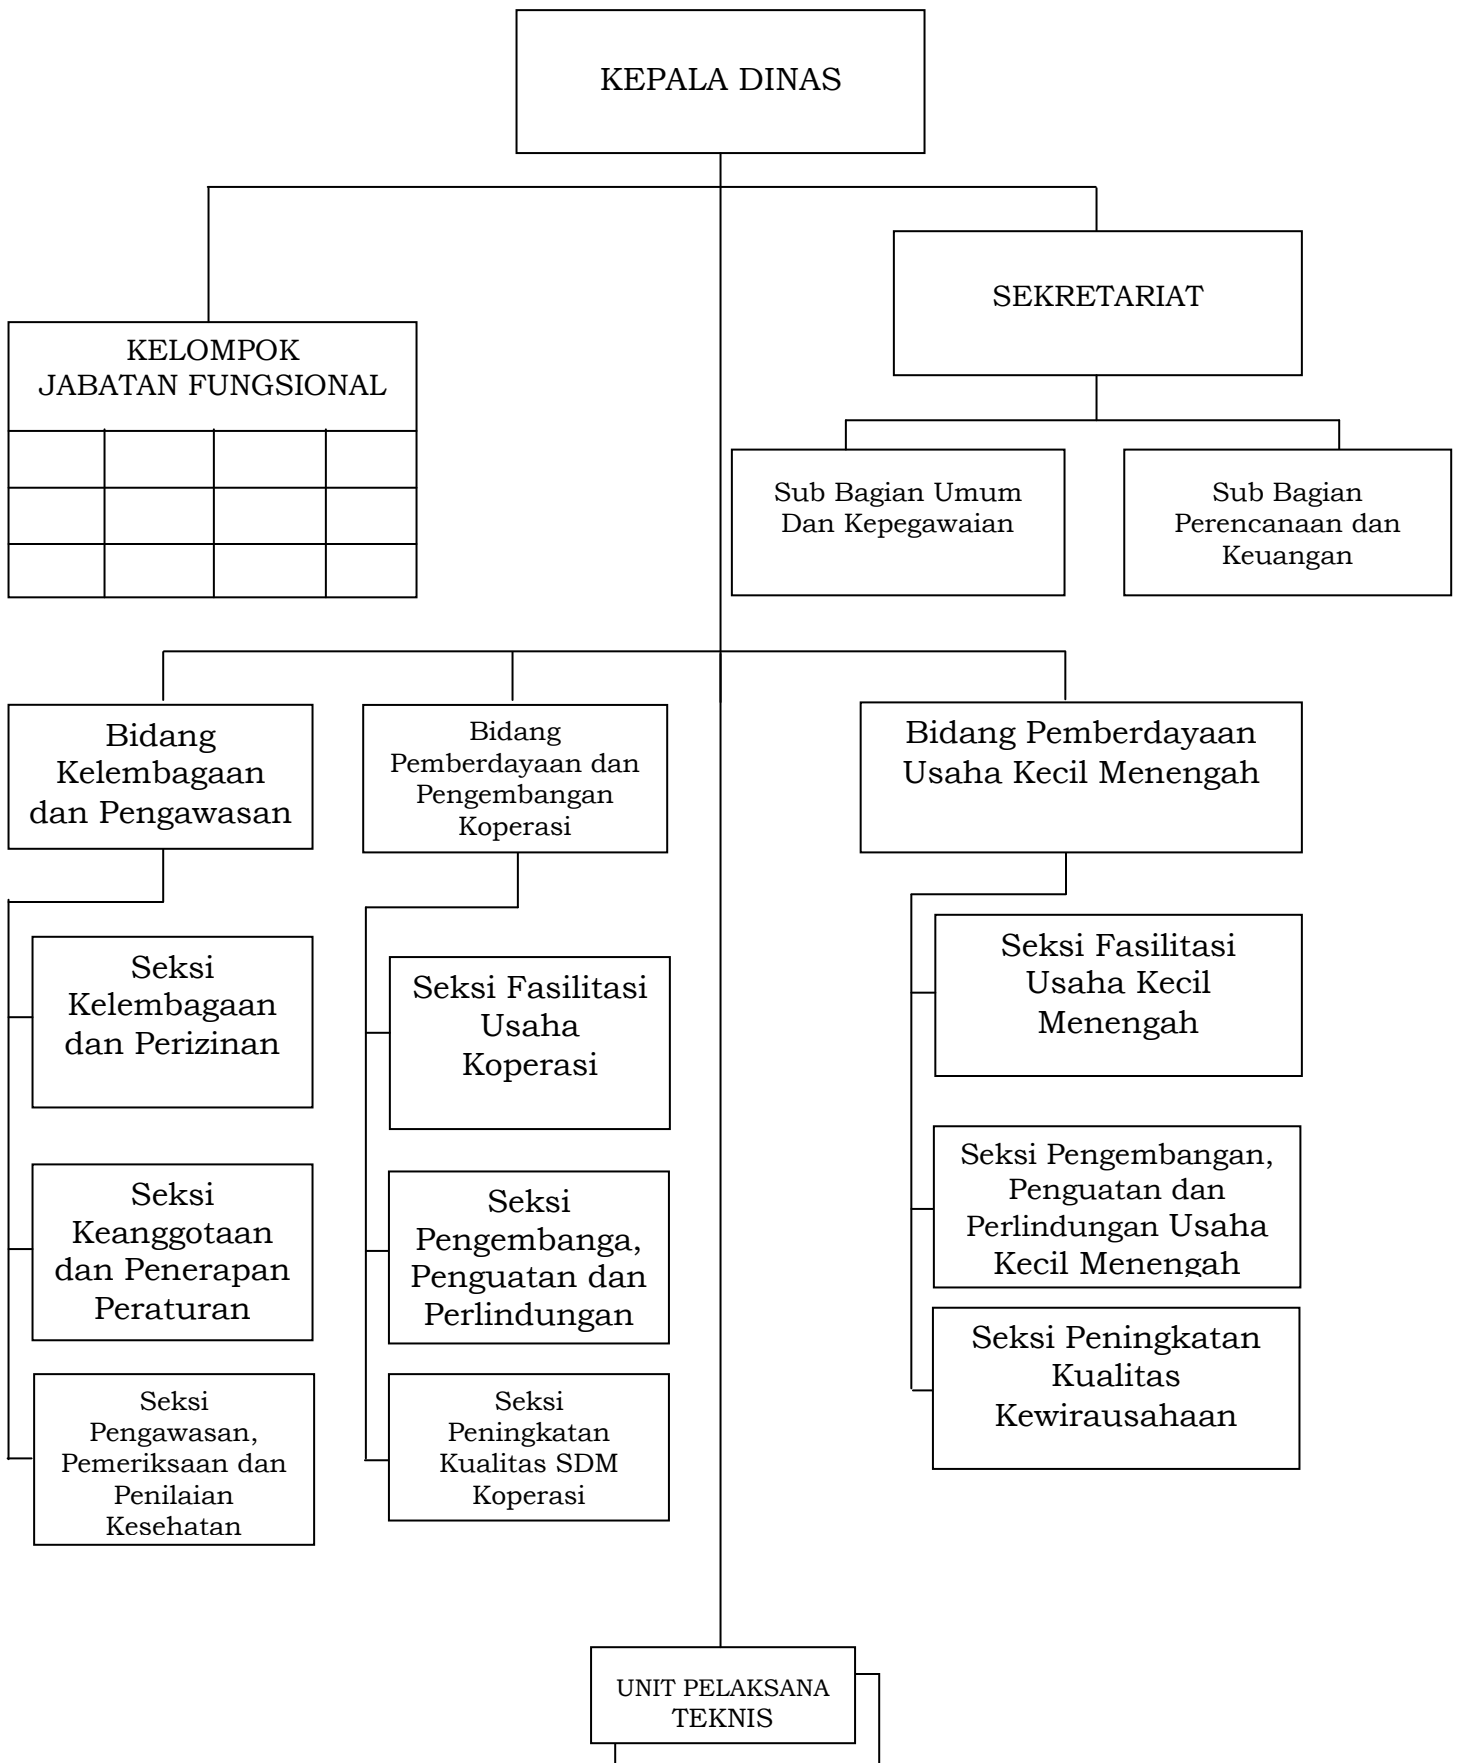 KEPALA DINAS
SEKRETARIAT
KELOMPOK
JABATAN FUNGSIONAL
Sub Bagian Umum
Dan Kepegawaian
Sub Bagian
Perencanaan dan
Keuangan
Bidang
Kelembagaan
dan Pengawasan
Bidang
Pemberdayaan dan
Pengembangan
Koperasi
Bidang Pemberdayaan
Usaha Kecil Menengah
Seksi
Kelembagaan
dan Perizinan
Seksi
Keanggotaan
dan Penerapan
Peraturan
Seksi
Pengawasan,
Pemeriksaan dan
Penilaian
Kesehatan
Seksi Fasilitasi
Usaha
Koperasi
Seksi
Pengembanga,
Penguatan dan
Perlindungan
Seksi
Peningkatan
Kualitas SDM
Koperasi
Seksi Fasilitasi
Usaha Kecil
Menengah
Seksi Pengembangan,
Penguatan dan
Perlindungan Usaha
Kecil Menengah
Seksi Peningkatan
Kualitas
Kewirausahaan
UNIT PELAKSANA
TEKNIS